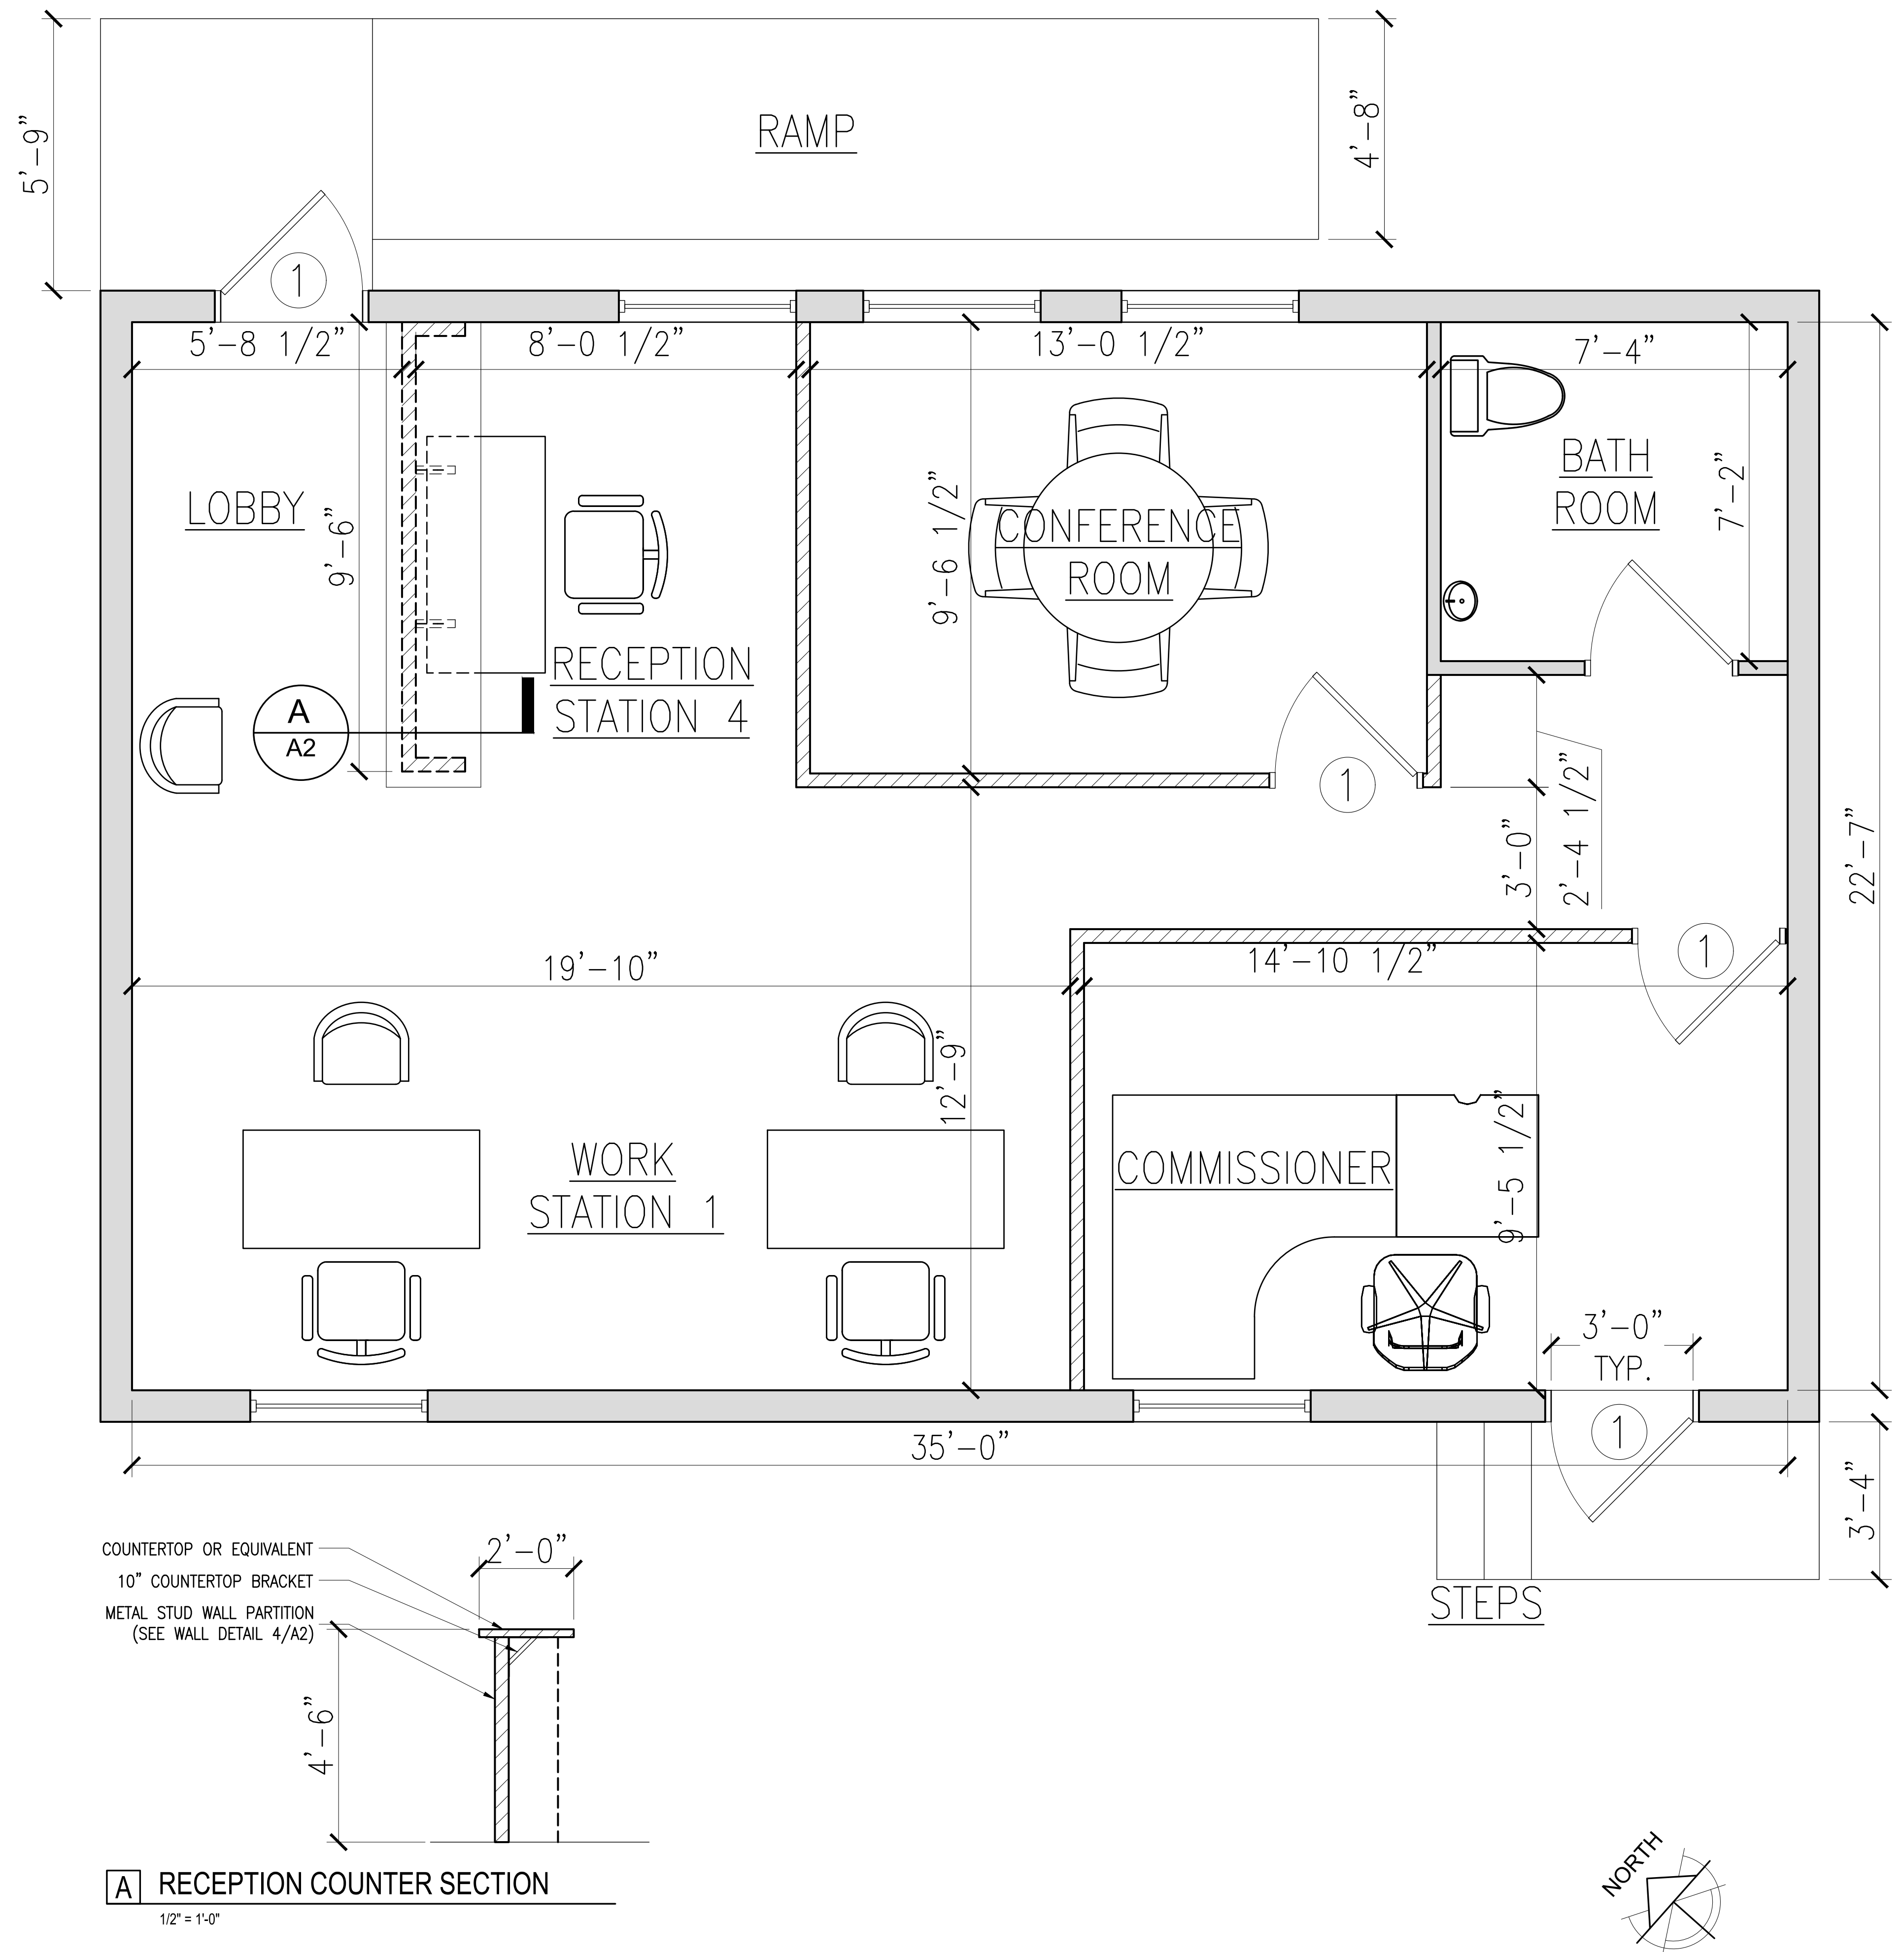 RAMP
5'-9"
4'-8"
1
5'-8 1/2"
8'-0 1/2"
13'-0 1/2"
7'-4"
LOBBY
9'-6"
9'-6 1/2"
CONFERENCE
ROOM
BATH
ROOM
7'-2"
RECEPTION
STATION 4
A
A2
1
2'-4 1/2"
3'-0"
22'-7"
19'-10"
14'-10 1/2"
1
12'-9"
WORK
STATION 1
COMMISSIONER
9'-5 1/2"
3'-0"
TYP.
1
35'-0"
3'-4"
STEPS
COUNTERTOP OR EQUIVALENT
10" COUNTERTOP BRACKET
METAL STUD WALL PARTITION
(SEE WALL DETAIL 4/A2)
2'-0"
4'-6"
A RECEPTION COUNTER SECTION
1/2" = 1'-0"
NORTH